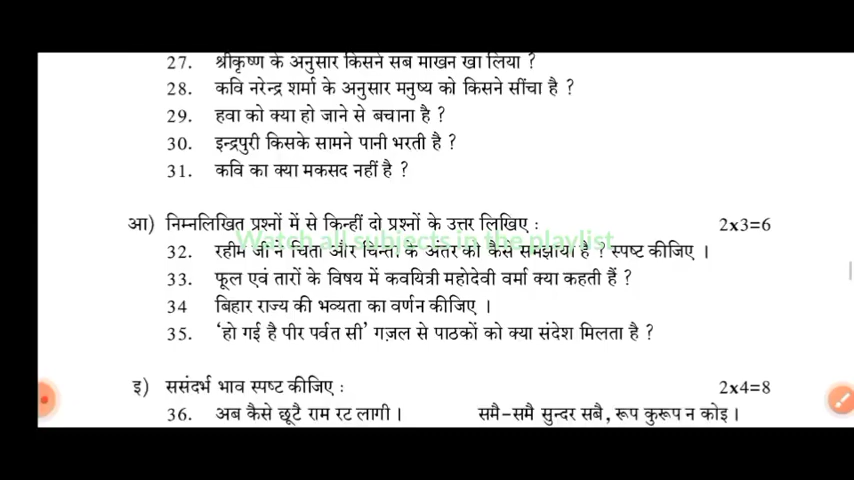 27. श्रीकृष्ण के अनुसार किसने सब माखन खा लिया ?
28. कवि नरेन्द्र शर्मा के अनुसार मनुष्य को किसने सींचा है ?
29. हवा को क्या हो जाने से बचाना है ?
30. इन्द्रपुरी किसके सामने पानी भरती है ?
31. कवि का क्या मकसद नहीं है ?
आ) निम्नलिखित प्रश्नों में से किन्हीं दो प्रश्नों के उत्तर लिखिए : 2x3=6
Watch all subjects in the playlist
32. रहीम जी ने चिता और चिन्ता के अंतर को कैसे समझाया है ? स्पष्ट कीजिए ।
33. फूल एवं तारों के विषय में कवयित्री महादेवी वर्मा क्या कहती हैं ?
34 बिहार राज्य की भव्यता का वर्णन कीजिए ।
35. ‘हो गई है पीर पर्वत सी’ गज़ल से पाठकों को क्या संदेश मिलता है ?
इ) ससंदर्भ भाव स्पष्ट कीजिए : 2x4=8
36. अब कैसे छूटै राम रट लागी । समै-समै सुन्दर सबै, रूप कुरूप न कोइ ।